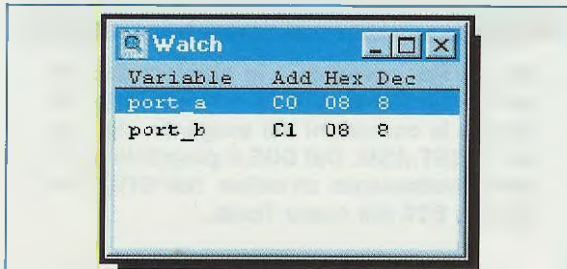 Watch
Variable Add Hex Dec
port_a C0 08 8
port_b C1 08 8